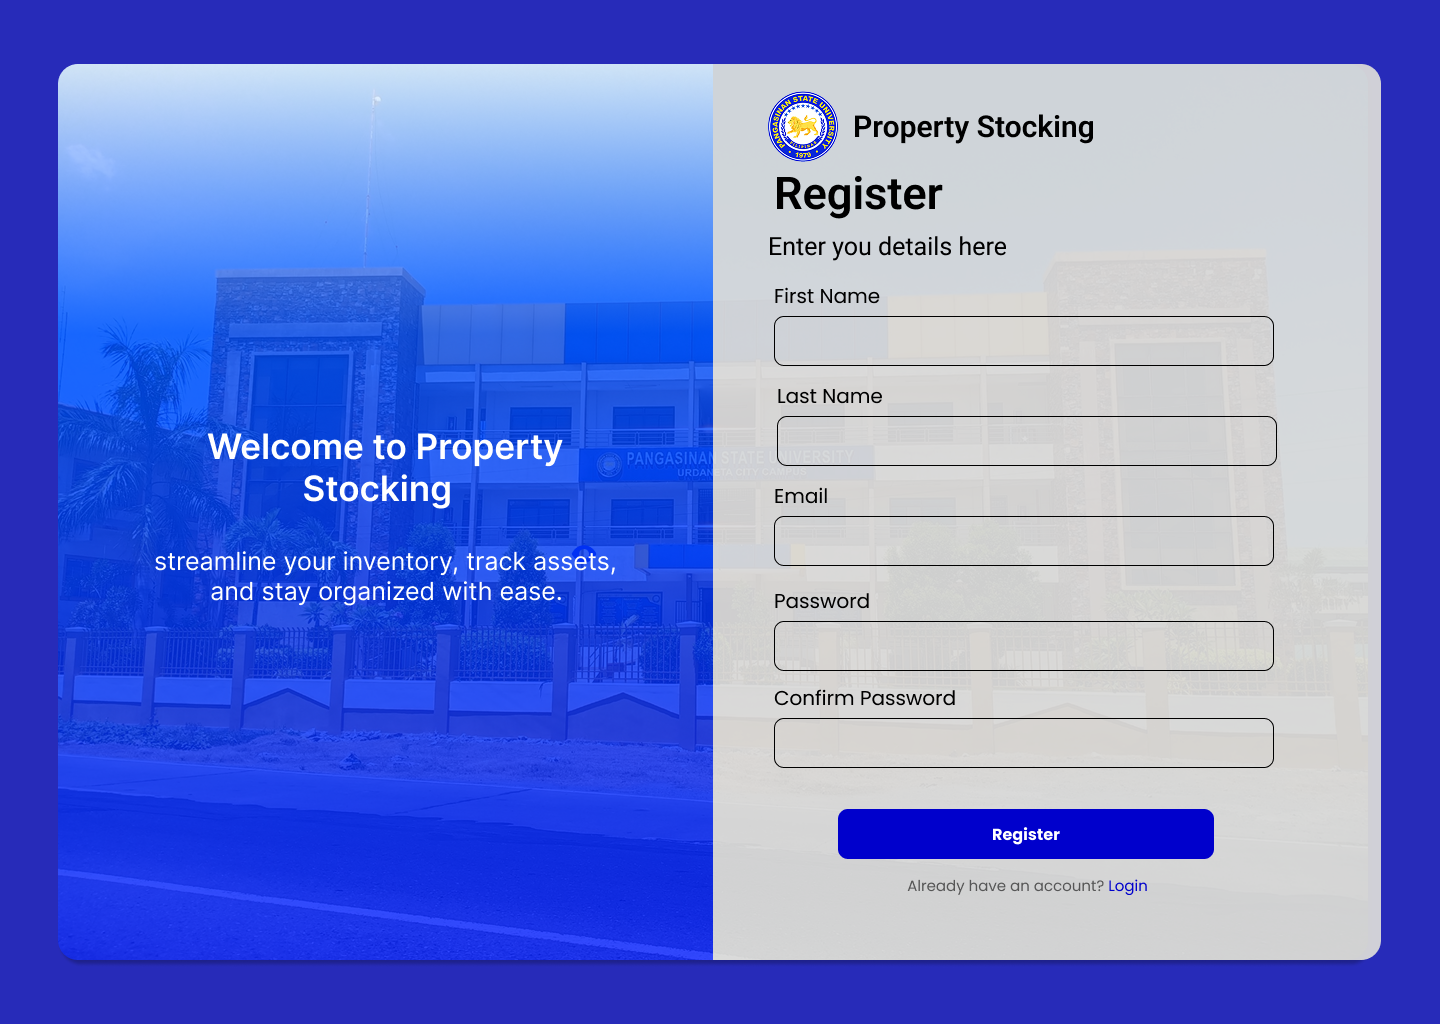 Welcome to Property
Stocking
streamline your inventory, track assets,
and stay organized with ease.
PANGASINAN STATE UNIVERSITY
URDANETA CITY CAMPUS
PANGASINAN STATE UNIVERSITY
FILIPINAS
1979
Property Stocking
Register
Enter you details here
First Name
Last Name
Email
Password
Confirm Password
Register
Already have an account? Login